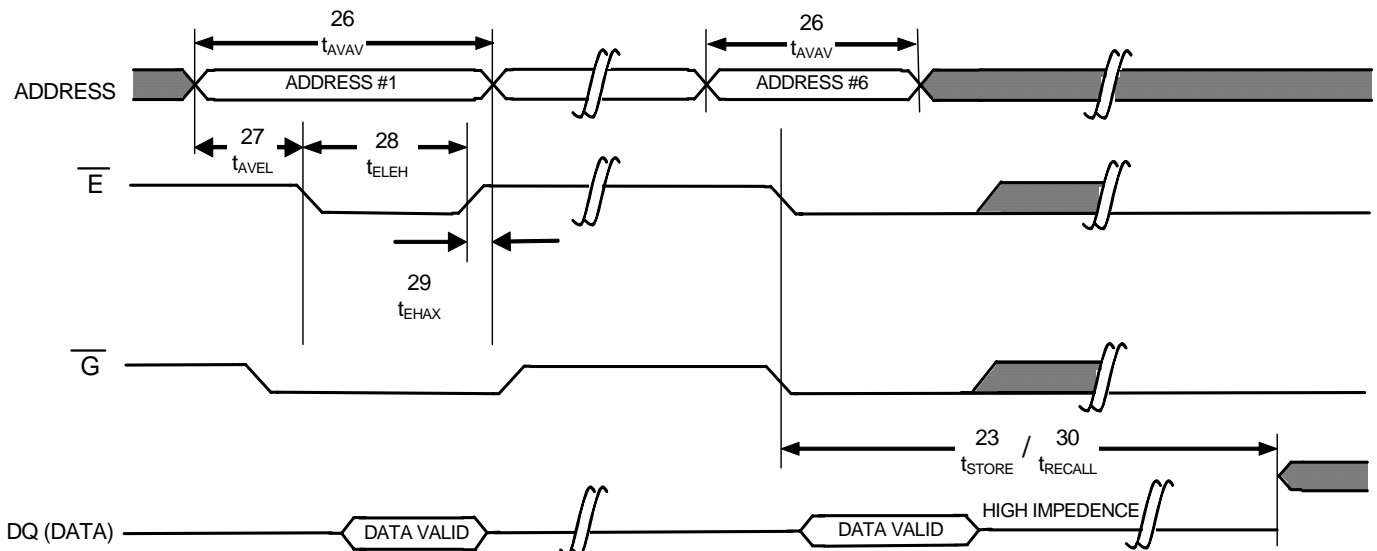 26
tAVAV
26
tAVAV
ADDRESS
ADDRESS #1
ADDRESS #6
27
tAVEL
28
tELEH
E
29
tEHAX
G
23 / 30
tSTORE tRECALL
HIGH IMPEDENCE
DQ (DATA)
DATA VALID
DATA VALID